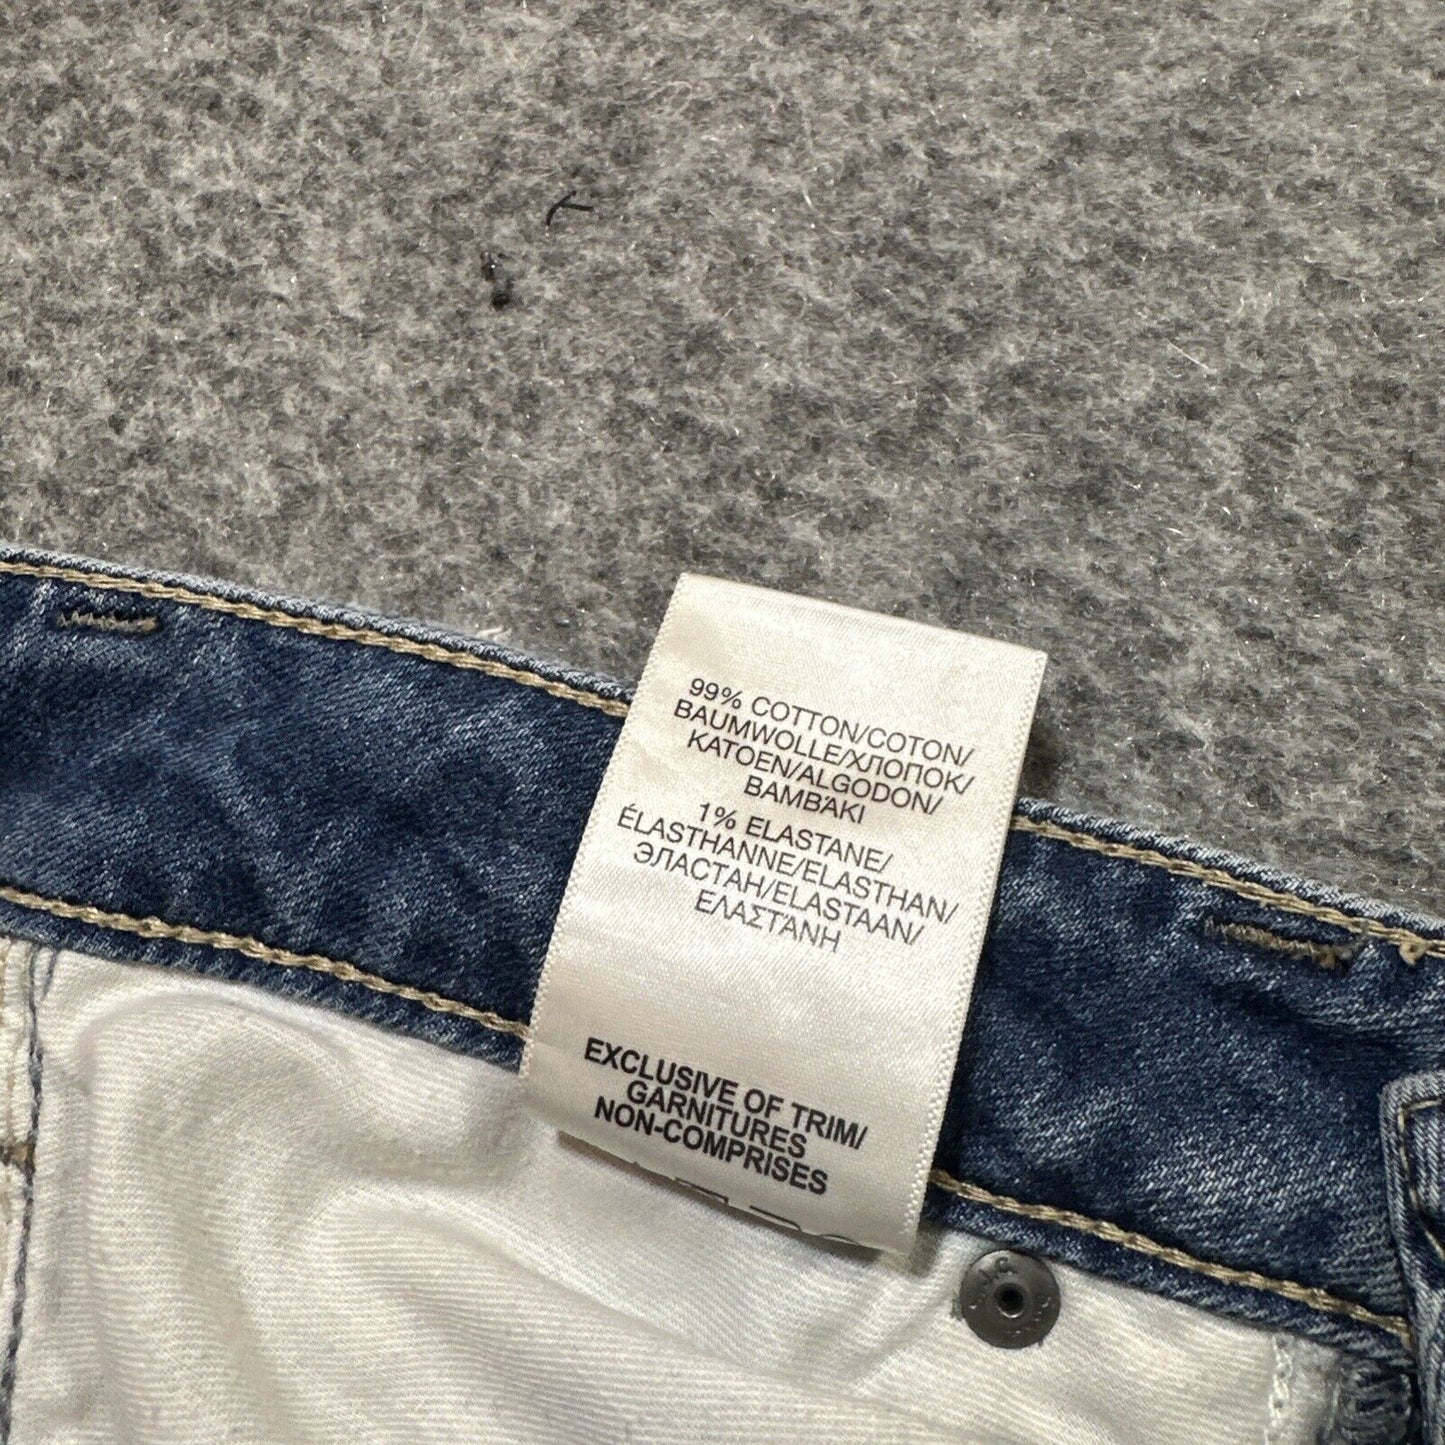 99% COTTON/COTON/
BAUMWOLLE/ХЛОПОК/
KATOEN/ALGODON/
ΒΑΜΒΆΚΙ
1% ELASTANE/
ÉLASTHANNE/ELASTHAN/
ЭЛАСТАН/ELASTAAN/
ΕΛΑΣΤΆΝΗ
EXCLUSIVE OF TRIM/
GARNITURES
NON-COMPRISES